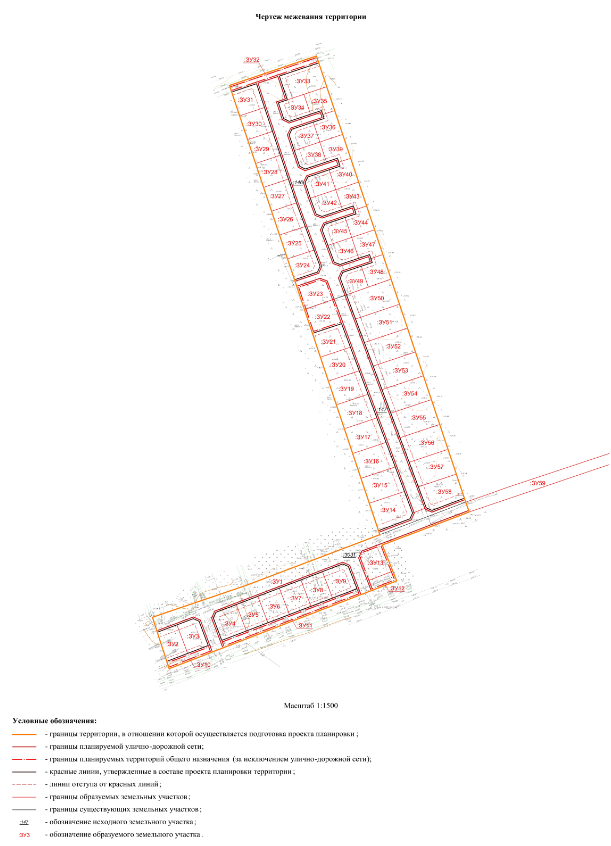 Чертеж межевания территории
:ЗУ32
:ЗУ33
:ЗУ31
:ЗУ34
:ЗУ35
:ЗУ30
:ЗУ36
:ЗУ37
:ЗУ29
:ЗУ38
:ЗУ39
:ЗУ28
:ЗУ40
:ЗУ41
:ЗУ27
:ЗУ43
:ЗУ42
:ЗУ26
:ЗУ44
:ЗУ45
:ЗУ25
:ЗУ47
:ЗУ46
:ЗУ24
:ЗУ48
:ЗУ49
:ЗУ23
:ЗУ50
:ЗУ22
:ЗУ51
:ЗУ21
:ЗУ52
:ЗУ20
:ЗУ53
:ЗУ19
:ЗУ54
:ЗУ18
:ЗУ55
:ЗУ17
:ЗУ56
:ЗУ16
:ЗУ57
:ЗУ15
:ЗУ59
:ЗУ58
:ЗУ14
:ЗУ13
:ЗУ1
:ЗУ9
:ЗУ12
:ЗУ8
:ЗУ7
:ЗУ6
:ЗУ5
:ЗУ4
:ЗУ11
:ЗУ3
:ЗУ2
:ЗУ10
Масштаб 1:1500
Условные обозначения:
- границы территории, в отношении которой осуществляется подготовка проекта планировки ;
- границы планируемой улично-дорожной сети;
- границы планируемых территорий общего назначения (за исключением улично-дорожной сети);
- красные линии, утвержденные в составе проекта планировки территории ;
- линии отступа от красных линий ;
- границы образуемых земельных участков ;
- границы существующих земельных участков ;
- обозначение исходного земельного участка ;
:ЗУ3 - обозначение образуемого земельного участка .